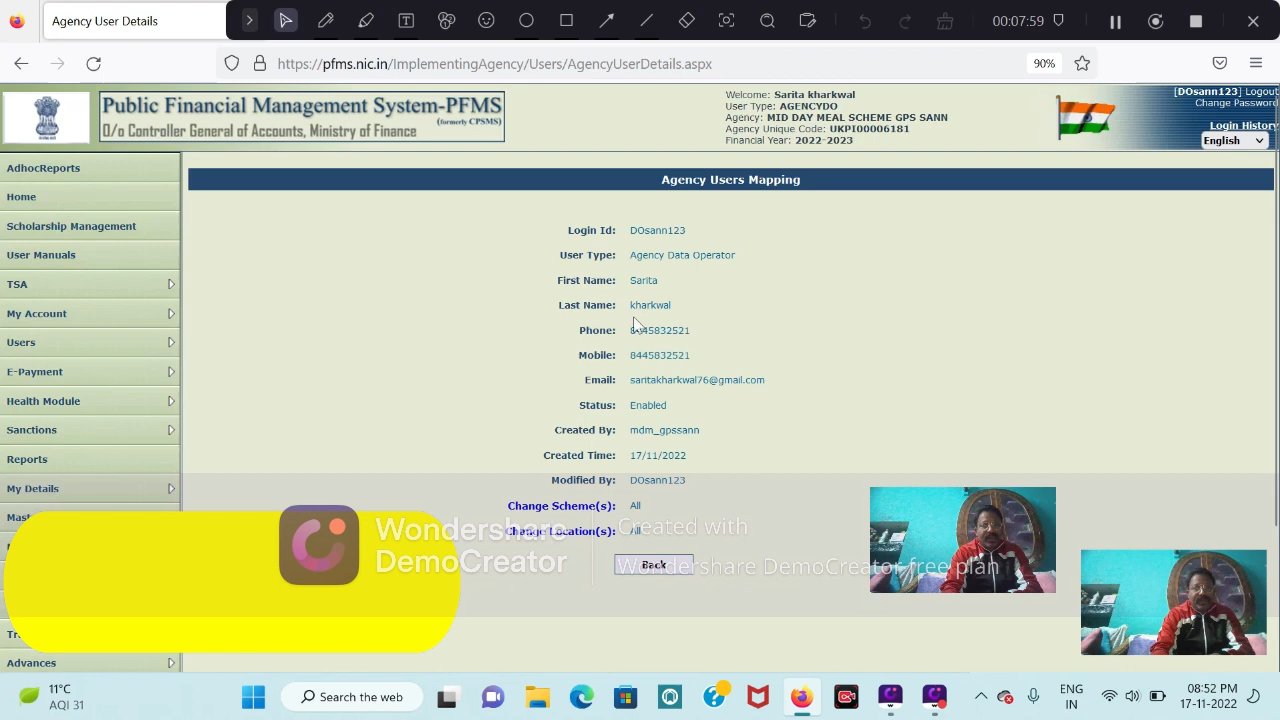 Agency User Details
00:07:59
https://pfms.nic.in/ImplementingAgency/Users/AgencyUserDetails.aspx
90%
Public Financial Management System-PFMS
(formerly CPSMS)
O/o Controller General of Accounts, Ministry of Finance
Welcome: Sarita kharkwal
User Type: AGENCYDO
Agency: MID DAY MEAL SCHEME GPS SANN
Agency Unique Code: UKPI00006181
Financial Year: 2022-2023
[DOsann123] Logout
Change Password
Login History
English
AdhocReports
Home
Scholarship Management
User Manuals
TSA
My Account
Users
E-Payment
Health Module
Sanctions
Reports
My Details
Advances
Agency Users Mapping
Login Id: DOsann123
User Type: Agency Data Operator
First Name: Sarita
Last Name: kharkwal
Phone: 8445832521
Mobile: 8445832521
Email: saritakharkwal76@gmail.com
Status: Enabled
Created By: mdm_gpssann
Created Time: 17/11/2022
Modified By: DOsann123
Change Scheme(s): All
Change Location(s): All
Back
Wondershare
DemoCreator
Created with
Wondershare DemoCreator free plan
11°C
AQI 31
Search the web
ENG
IN
08:52 PM
17-11-2022